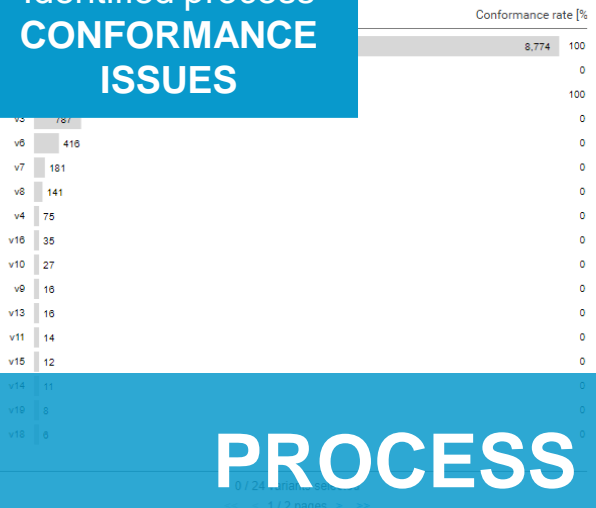 Identified process
CONFORMANCE
ISSUES
Conformance rate [%
8,774 100
0
100
v3 787 0
v6 416 0
v7 181 0
v8 141 0
v4 75 0
v16 35 0
v10 27 0
v9 16 0
v13 16 0
v11 14 0
v15 12 0
v14 11 0
v19 8 0
v18 6 0
PROCESS
0 / 24 variants selected
1 / 2 pages > >>